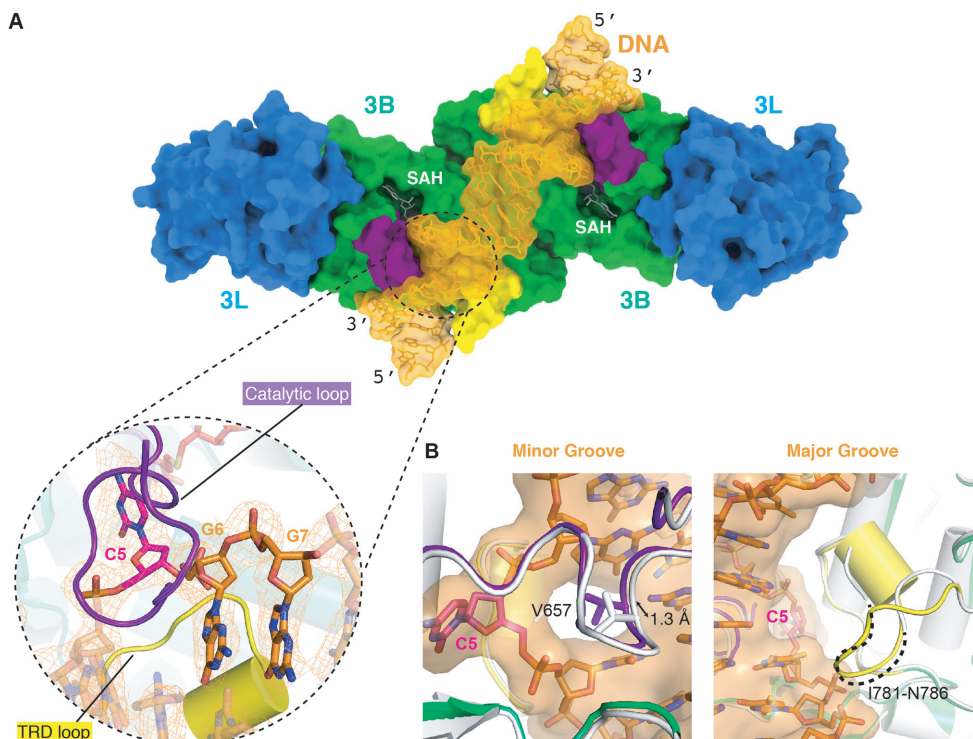 A
5′
DNA
3′
3B
3L
SAH
SAH
3L
3B
3′
5′
Catalytic loop
C5
G6
G7
TRD loop
B
Minor Groove
Major Groove
V657
1.3 Å
C5
C5
I781-N786